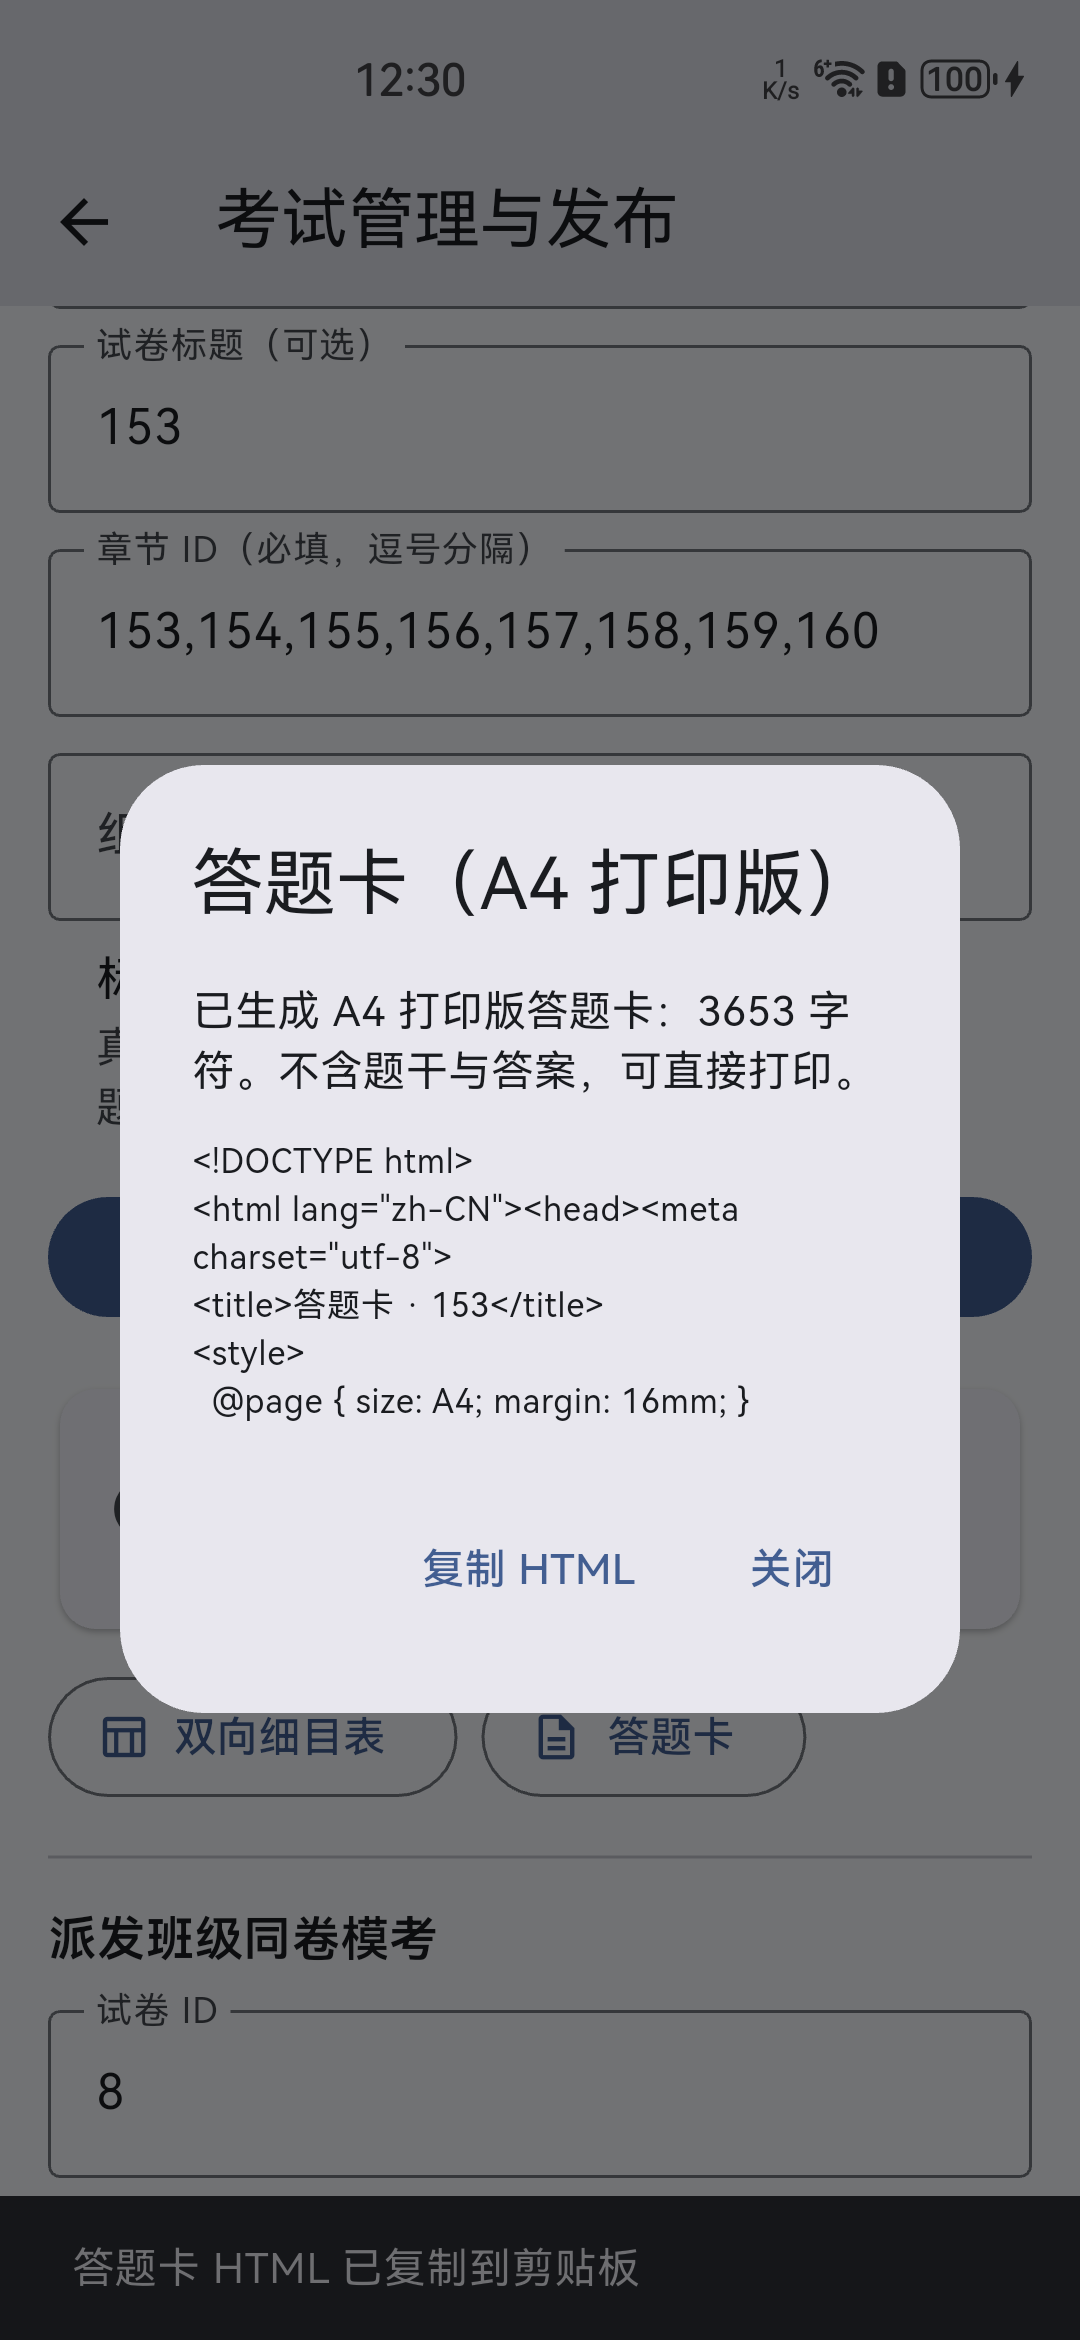 12:30
1
K/s
6+
100
考试管理与发布
试卷标题（可选）
153
章节 ID（必填，逗号分隔）
153,154,155,156,157,158,159,160
答题卡（A4 打印版）
已生成 A4 打印版答题卡：3653 字
符。不含题干与答案，可直接打印。
<!DOCTYPE html>
<html lang="zh-CN"><head><meta
charset="utf-8">
<title>答题卡 · 153</title>
<style>
@page { size: A4; margin: 16mm; }
复制 HTML
关闭
双向细目表
答题卡
派发班级同卷模考
试卷 ID
8
答题卡 HTML 已复制到剪贴板